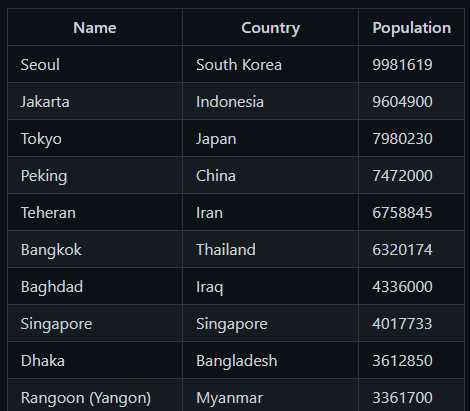 Name Country Population
Seoul South Korea 9981619
Jakarta Indonesia 9604900
Tokyo Japan 7980230
Peking China 7472000
Teheran Iran 6758845
Bangkok Thailand 6320174
Baghdad Iraq 4336000
Singapore Singapore 4017733
Dhaka Bangladesh 3612850
Rangoon (Yangon) Myanmar 3361700